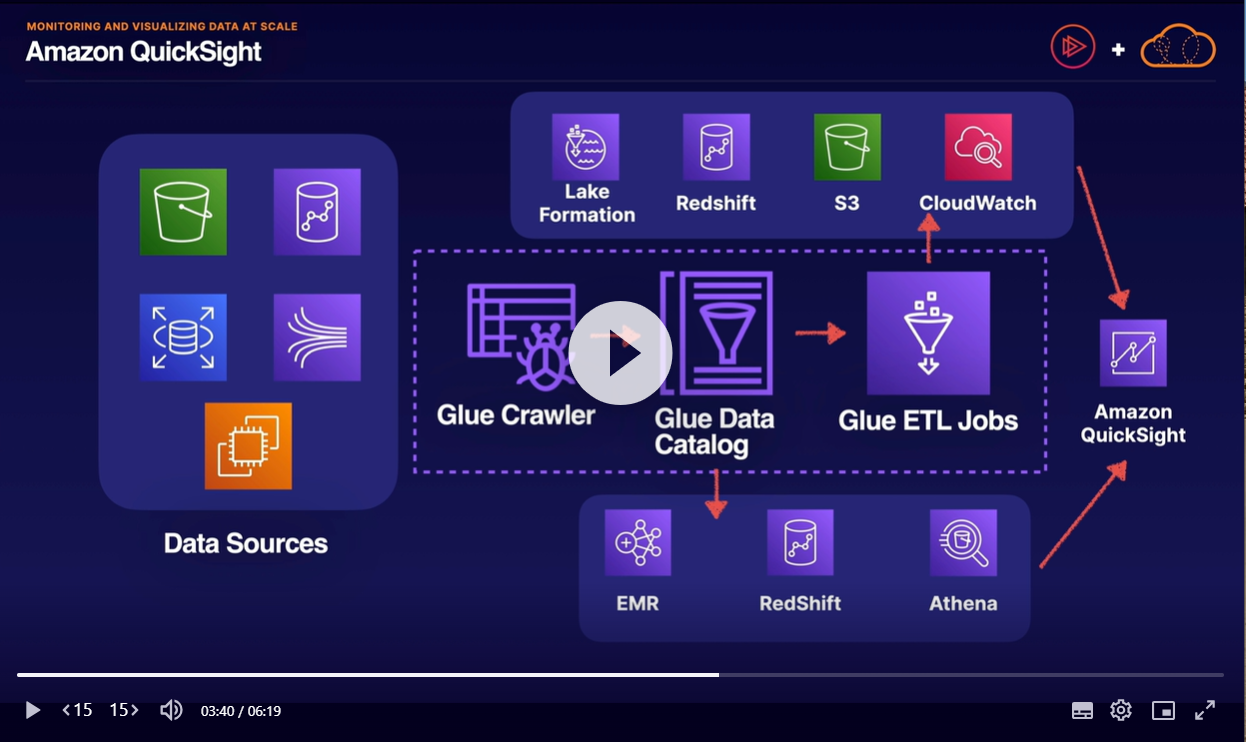 MONITORING AND VISUALIZING DATA AT SCALE
Amazon QuickSight
Lake
Formation
Redshift
S3
CloudWatch
Glue Crawler
Glue Data
Catalog
Glue ETL Jobs
Amazon
QuickSight
Data Sources
EMR
RedShift
Athena
15
15
03:40 / 06:19